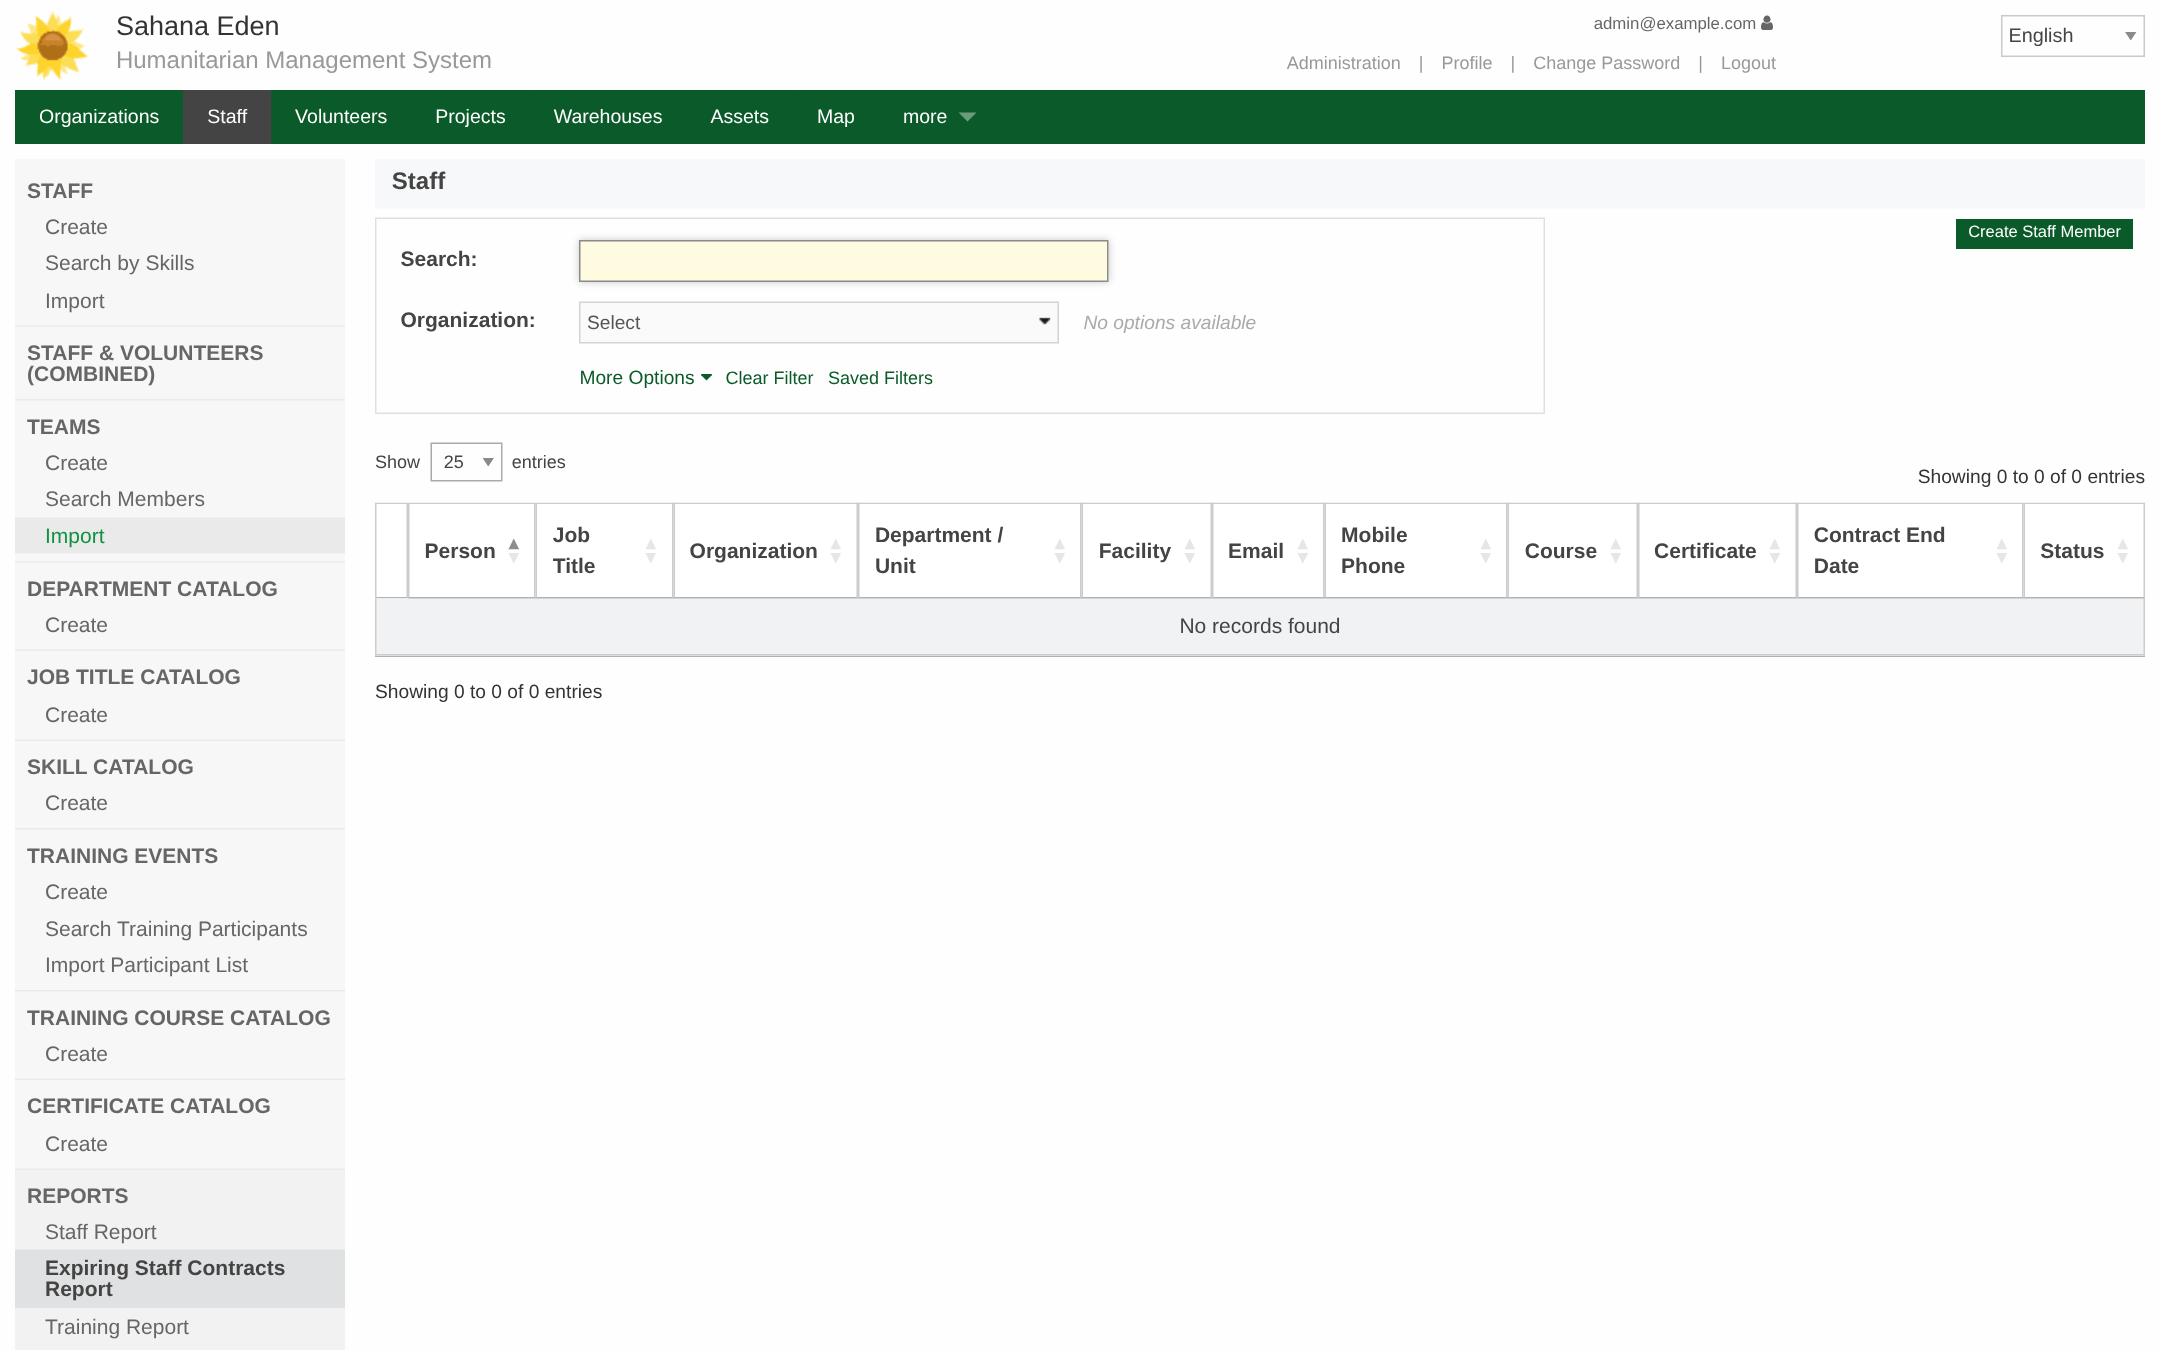 Sahana Eden
Humanitarian Management System
admin@example.com
Administration | Profile | Change Password | Logout
English
Organizations Staff Volunteers Projects Warehouses Assets Map more
STAFF
Create
Search by Skills
Import
STAFF & VOLUNTEERS
(COMBINED)
TEAMS
Create
Search Members
Import
DEPARTMENT CATALOG
Create
JOB TITLE CATALOG
Create
SKILL CATALOG
Create
TRAINING EVENTS
Create
Search Training Participants
Import Participant List
TRAINING COURSE CATALOG
Create
CERTIFICATE CATALOG
Create
REPORTS
Staff Report
Expiring Staff Contracts
Report
Training Report
Staff
Create Staff Member
Search:
Organization: Select No options available
More Options Clear Filter Saved Filters
Show 25 entries
Showing 0 to 0 of 0 entries
Person Job Title Organization Department / Unit Facility Email Mobile Phone Course Certificate Contract End Date Status
No records found
Showing 0 to 0 of 0 entries